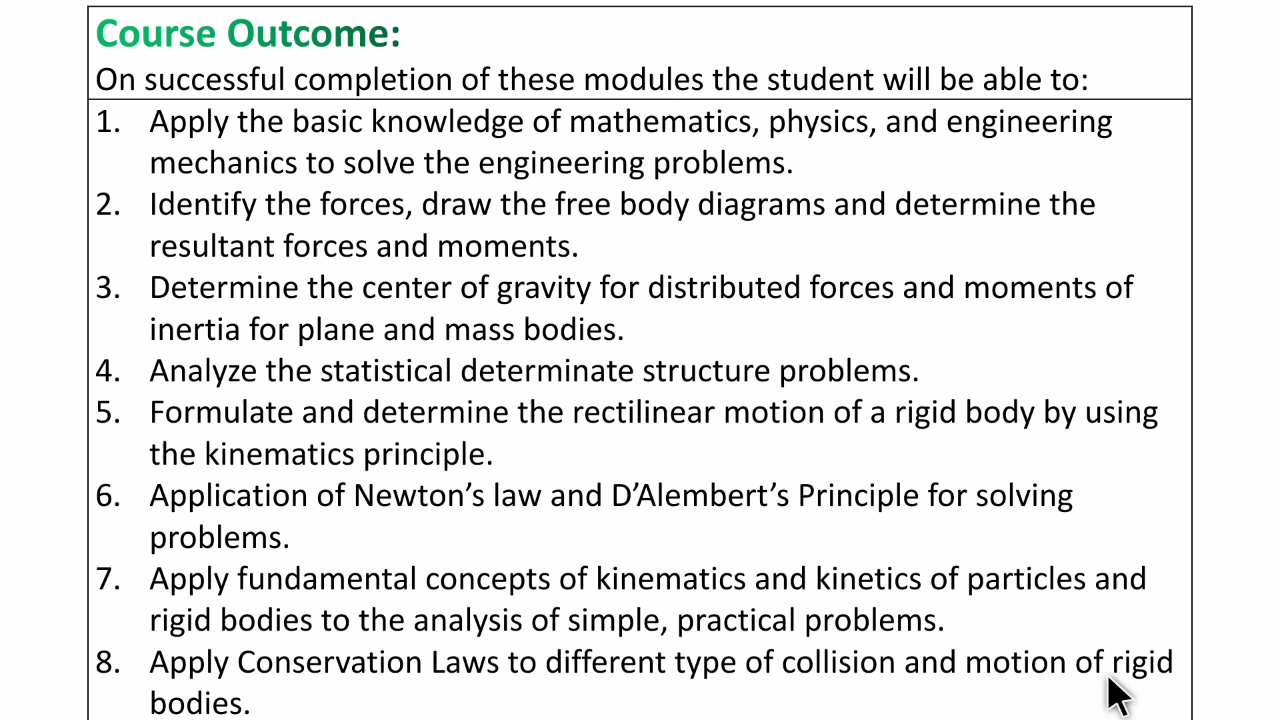 Course Outcome:
On successful completion of these modules the student will be able to:
1. Apply the basic knowledge of mathematics, physics, and engineering
mechanics to solve the engineering problems.
2. Identify the forces, draw the free body diagrams and determine the
resultant forces and moments.
3. Determine the center of gravity for distributed forces and moments of
inertia for plane and mass bodies.
4. Analyze the statistical determinate structure problems.
5. Formulate and determine the rectilinear motion of a rigid body by using
the kinematics principle.
6. Application of Newton’s law and D’Alembert’s Principle for solving
problems.
7. Apply fundamental concepts of kinematics and kinetics of particles and
rigid bodies to the analysis of simple, practical problems.
8. Apply Conservation Laws to different type of collision and motion of rigid
bodies.